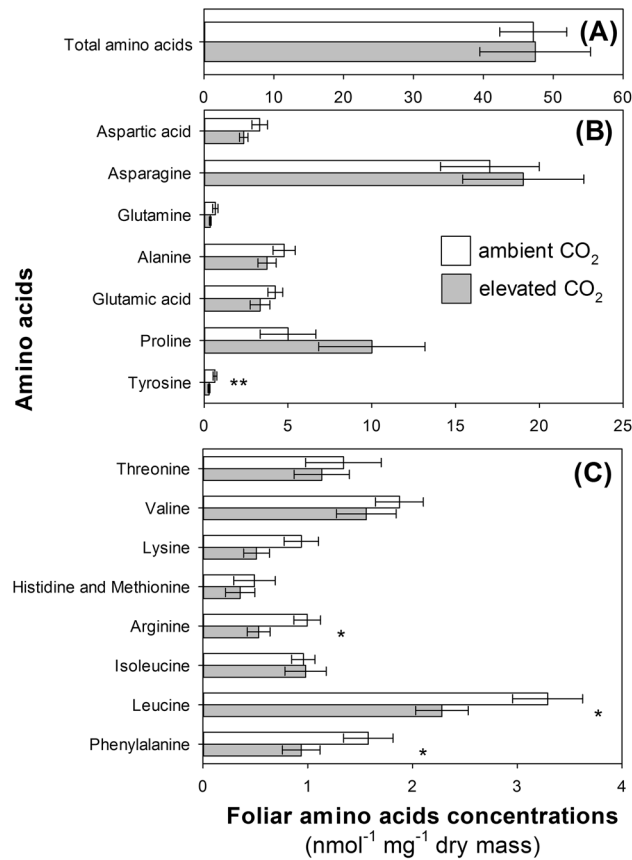 (A)
Total amino acids
0 10 20 30 40 50 60
(B)
Aspartic acid
Asparagine
Glutamine
Alanine
Glutamic acid
Proline
Tyrosine
**
ambient CO₂
elevated CO₂
0 5 10 15 20 25
Amino acids
(C)
Threonine
Valine
Lysine
Histidine and Methionine
Arginine
*
Isoleucine
Leucine
*
Phenylalanine
*
0 1 2 3 4
Foliar amino acids concentrations
(nmol⁻¹ mg⁻¹ dry mass)